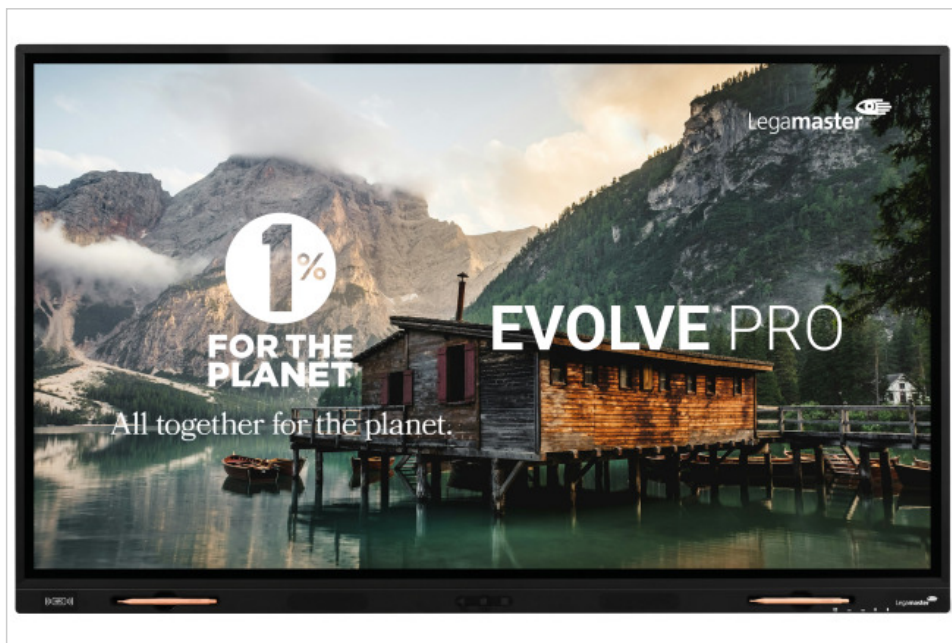 Legamaster
1%
FOR THE
PLANET
EVOLVE PRO
All together for the planet.
Legamaster